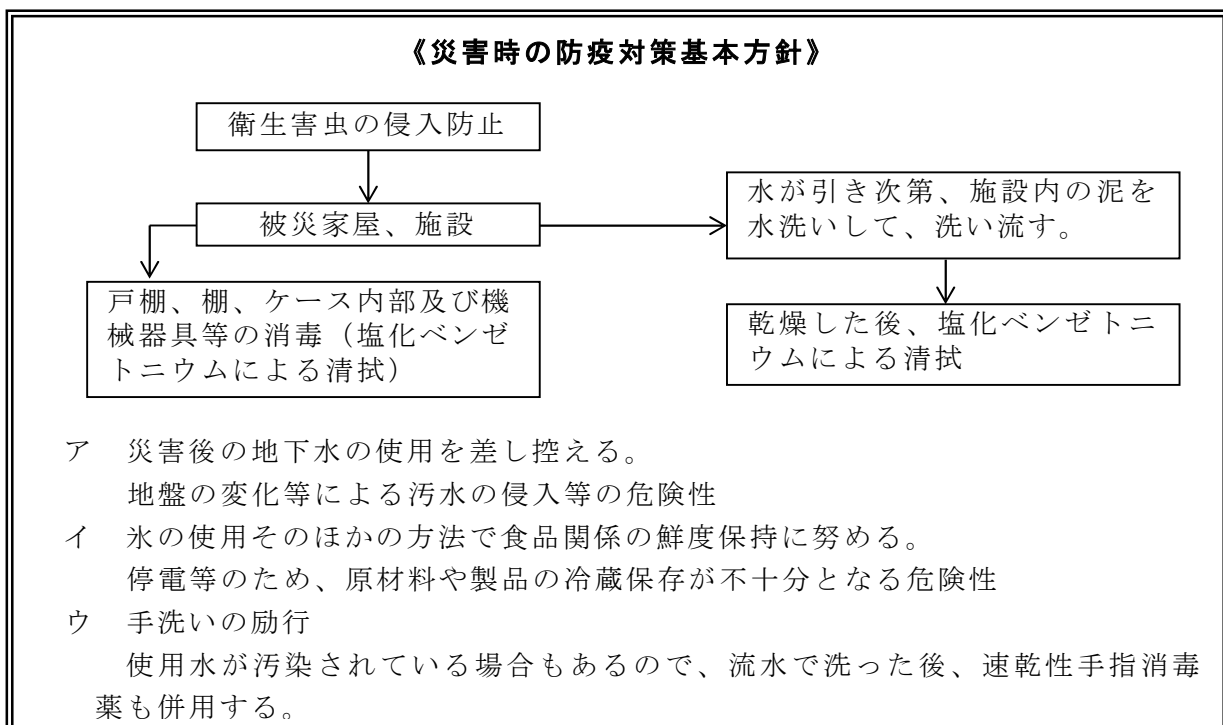 《災害時の防疫対策基本方針》
衛生害虫の侵入防止
被災家屋、施設
戸棚、棚、ケース内部及び機
械器具等の消毒（塩化ベンゼ
トニウムによる清拭）
水が引き次第、施設内の泥を
水洗いして、洗い流す。
乾燥した後、塩化ベンゼトニ
ウムによる清拭
ア　災害後の地下水の使用を差し控える。
地盤の変化等による汚水の侵入等の危険性
イ　氷の使用そのほかの方法で食品関係の鮮度保持に努める。
停電等のため、原材料や製品の冷蔵保存が不十分となる危険性
ウ　手洗いの励行
使用水が汚染されている場合もあるので、流水で洗った後、速乾性手指消毒
薬も併用する。